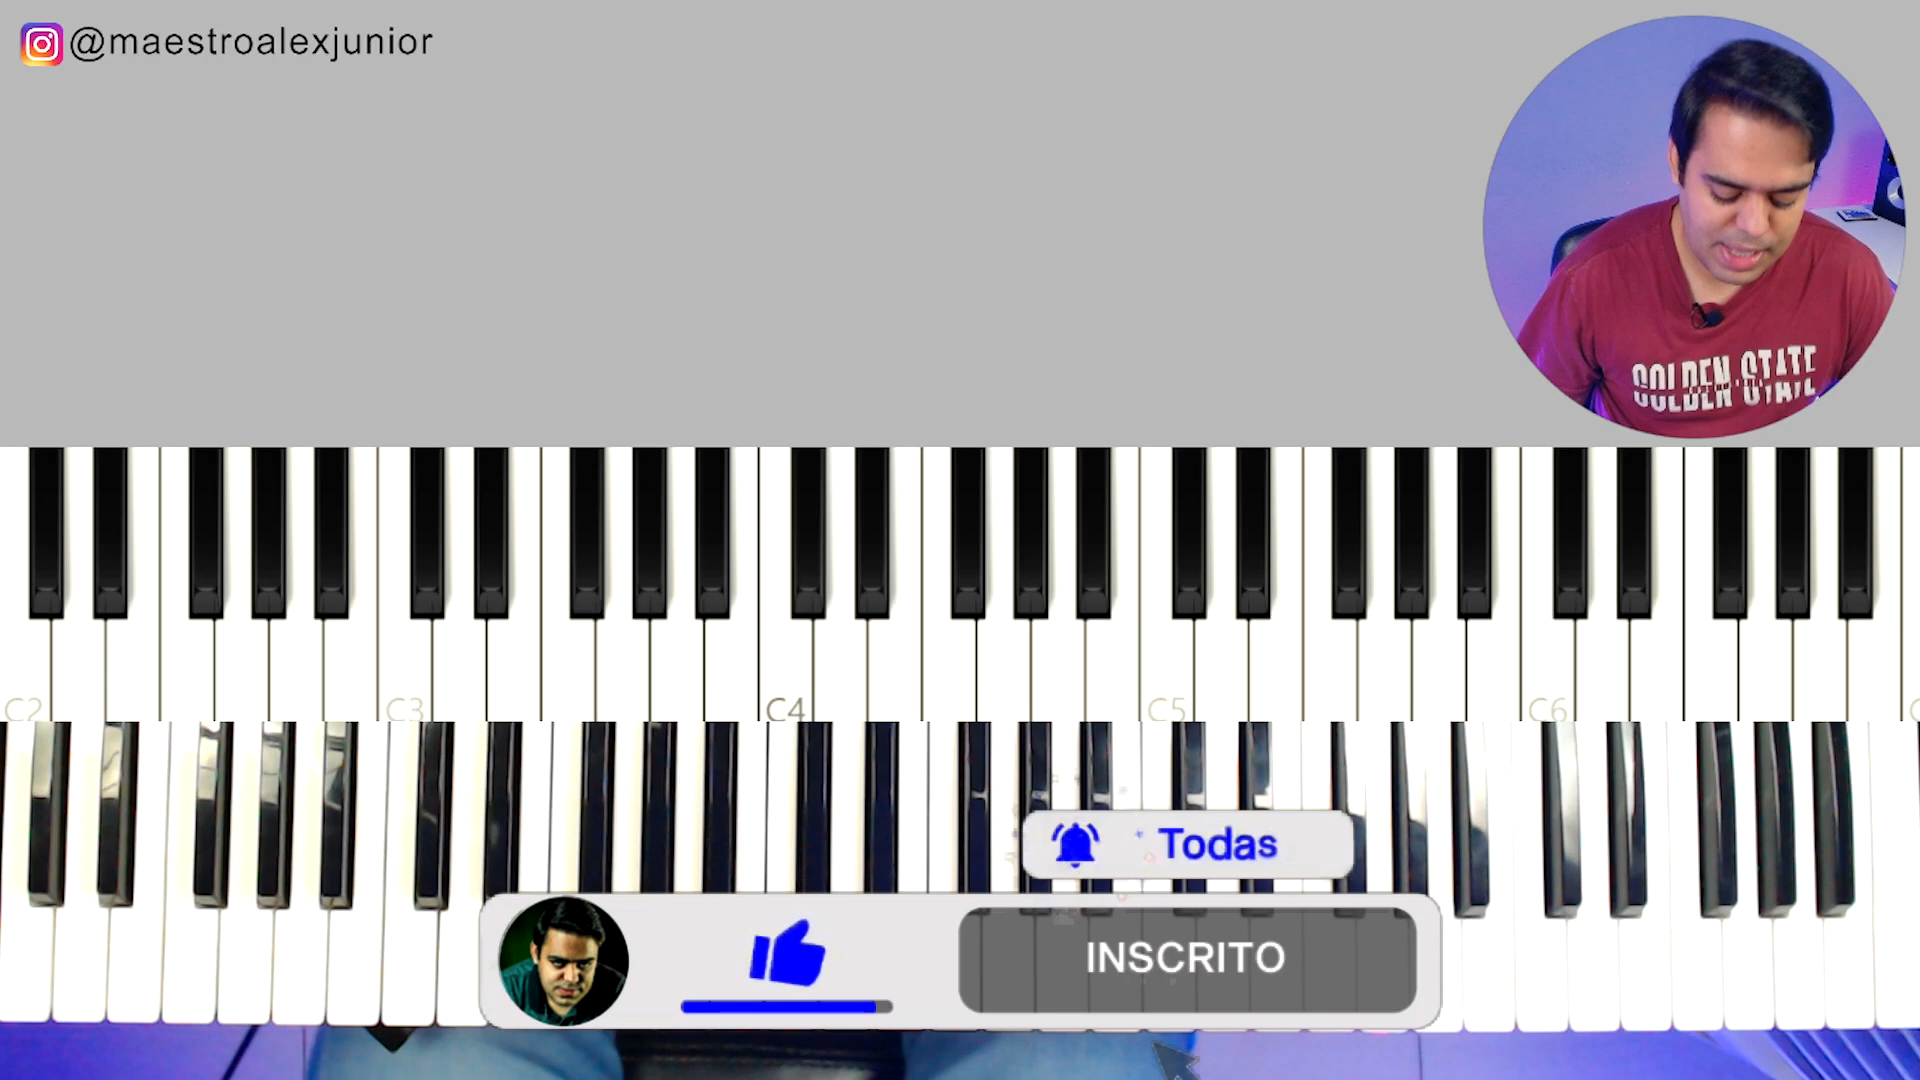 @maestroalexjunior
GOLDEN STATE
C2
C3
C4
C5
C6
Todas
INSCRITO